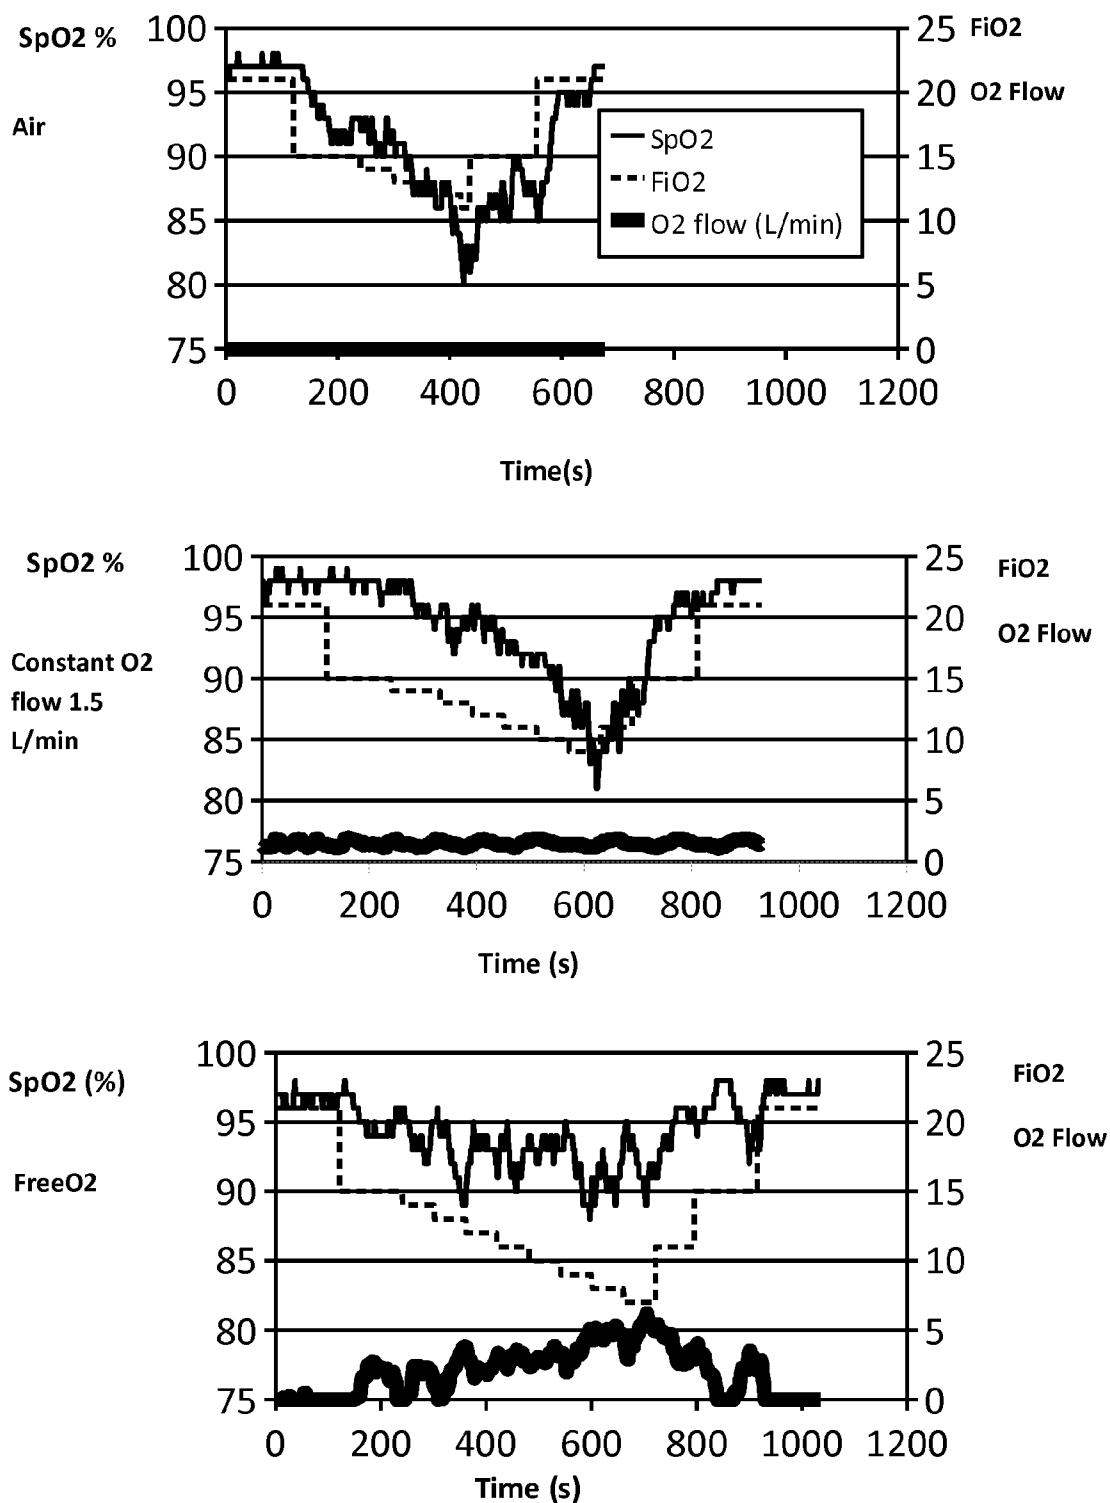 SpO2 %
100
95
90
85
80
75
Air
25
20
15
10
5
0
FiO2
O2 Flow
SpO2
FiO2
O2 flow (L/min)
0 200 400 600 800 1000 1200
Time(s)
SpO2 %
100
95
90
85
80
75
Constant O2
flow 1.5
L/min
25
20
15
10
5
0
FiO2
O2 Flow
0 200 400 600 800 1000 1200
Time (s)
SpO2 (%)
100
95
90
85
80
75
FreeO2
25
20
15
10
5
0
FiO2
O2 Flow
0 200 400 600 800 1000 1200
Time (s)